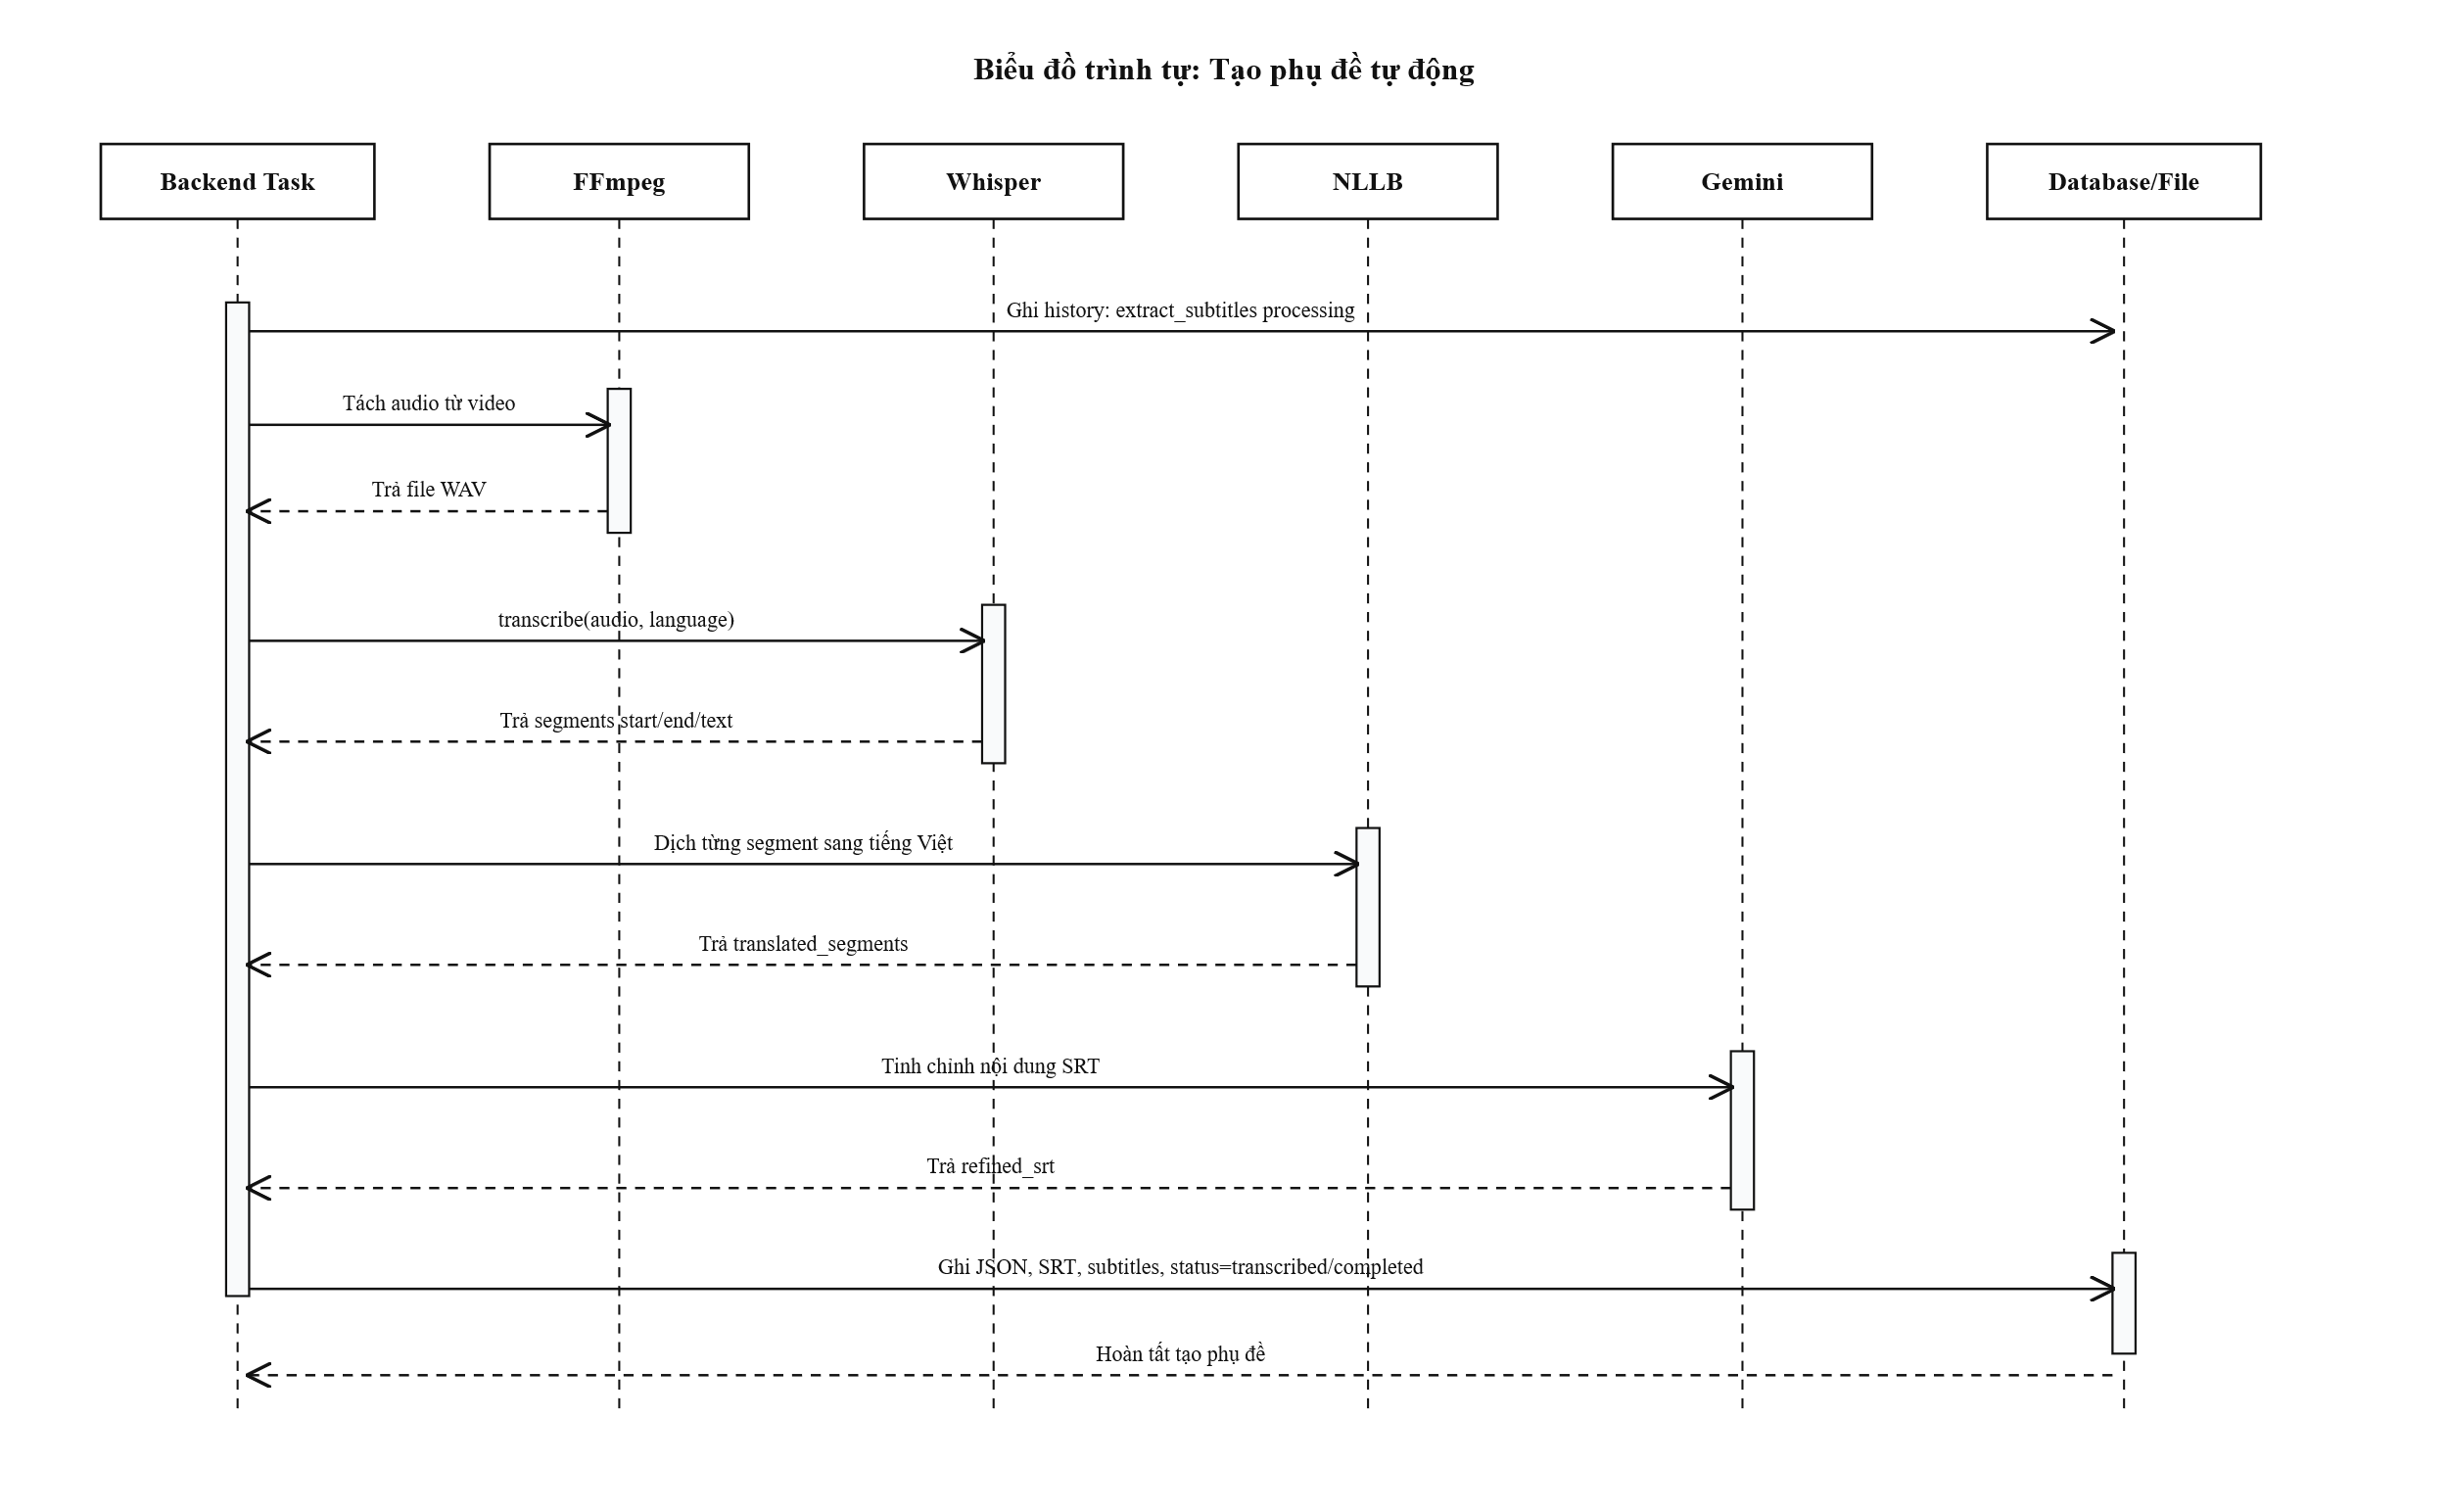 Biểu đồ trình tự: Tạo phụ đề tự động
Backend Task
FFmpeg
Whisper
NLLB
Gemini
Database/File
Ghi history: extract_subtitles processing
Tách audio từ video
Trả file WAV
transcribe(audio, language)
Trả segments start/end/text
Dịch từng segment sang tiếng Việt
Trả translated_segments
Tinh chỉnh nội dung SRT
Trả refined_srt
Ghi JSON, SRT, subtitles, status=transcribed/completed
Hoàn tất tạo phụ đề